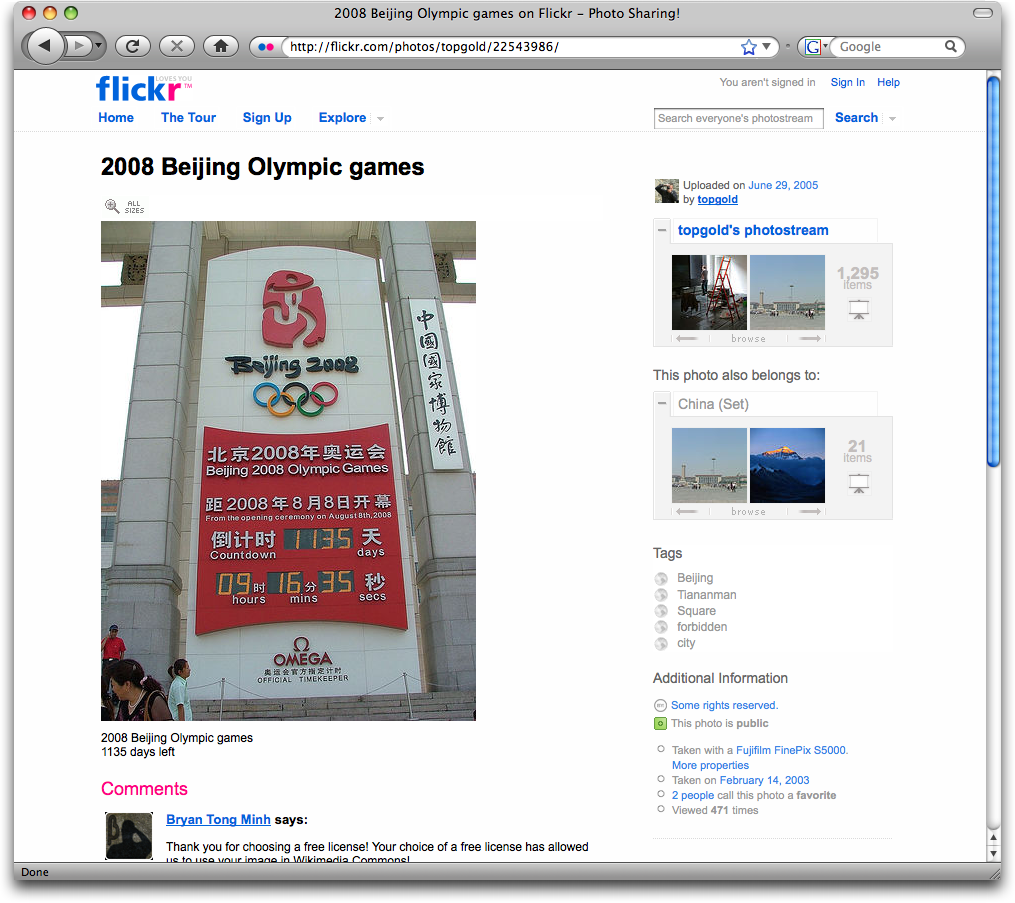 2008 Beijing Olympic games on Flickr – Photo Sharing!
http://flickr.com/photos/topgold/22543986/
G
Google
flickr LOVES YOU ™
You aren't signed in Sign In Help
Home The Tour Sign Up Explore
Search everyone's photostream Search
2008 Beijing Olympic games
ALL
SIZES
Beijing 2008
中国国家博物館
北京2008年奥运会
Beijing 2008 Olympic Games
距2008年8月8日开幕
From the opening ceremony on August 8th, 2008
倒计时 1135 天
Countdown days
09 时 16 分 35 秒
hours mins secs
Ω
OMEGA
奥运会官方指定计时
OFFICIAL TIMEKEEPER
2008 Beijing Olympic games
1135 days left
Comments
Bryan Tong Minh says:
Thank you for choosing a free license! Your choice of a free license has allowed
us to use your image in Wikimedia Commons!
Uploaded on June 29, 2005
by topgold
topgold's photostream
1,295
items
browse
This photo also belongs to:
China (Set)
21
items
browse
Tags
Beijing
Tiananman
Square
forbidden
city
Additional Information
Some rights reserved.
This photo is public
Taken with a Fujifilm FinePix S5000.
More properties
Taken on February 14, 2003
2 people call this photo a favorite
Viewed 471 times
Done